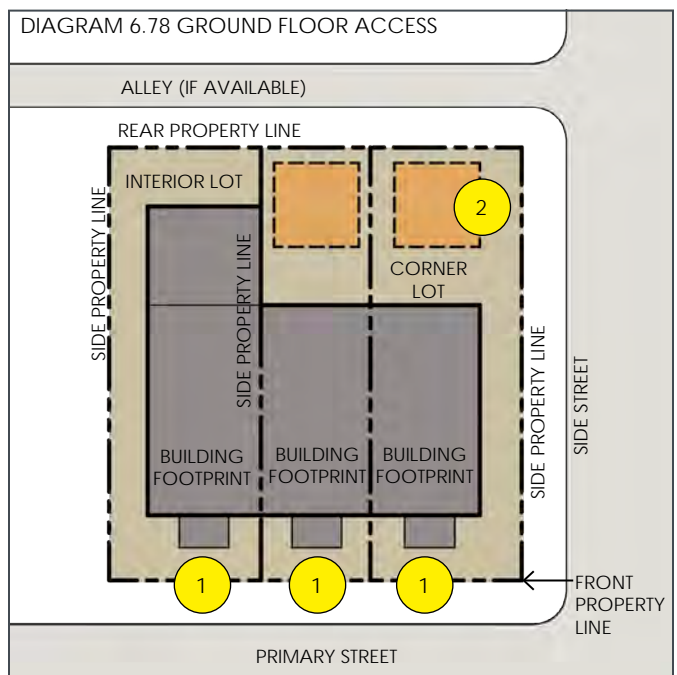 DIAGRAM 6.78 GROUND FLOOR ACCESS
ALLEY (IF AVAILABLE)
REAR PROPERTY LINE
INTERIOR LOT
SIDE PROPERTY LINE
SIDE PROPERTY LINE
2
CORNER
LOT
SIDE PROPERTY LINE
SIDE STREET
BUILDING
FOOTPRINT
BUILDING
FOOTPRINT
BUILDING
FOOTPRINT
1
1
1
FRONT
PROPERTY
LINE
PRIMARY STREET